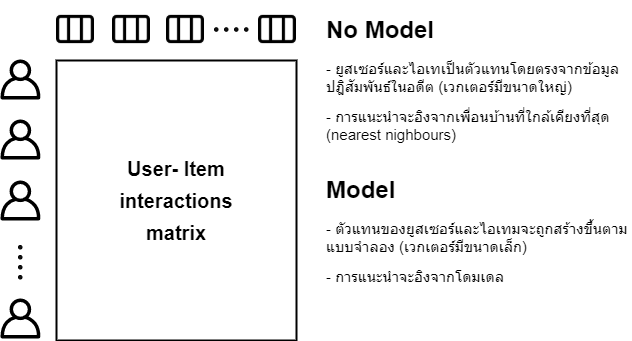 No Model
- ยูสเซอร์และไอเทเป็นตัวแทนโดยตรงจากข้อมูล
ปฏิสัมพันธ์ในอดีต (เวกเตอร์มีขนาดใหญ่)
- การแนะนำจะอิงจากเพื่อนบ้านที่ใกล้เคียงที่สุด
(nearest nighbours)
User- Item
interactions
matrix
Model
- ตัวแทนของยูสเซอร์และไอเทมจะถูกสร้างขึ้นตาม
แบบจำลอง (เวกเตอร์มีขนาดเล็ก)
- การแนะนำจะอิงจากโดมเดล